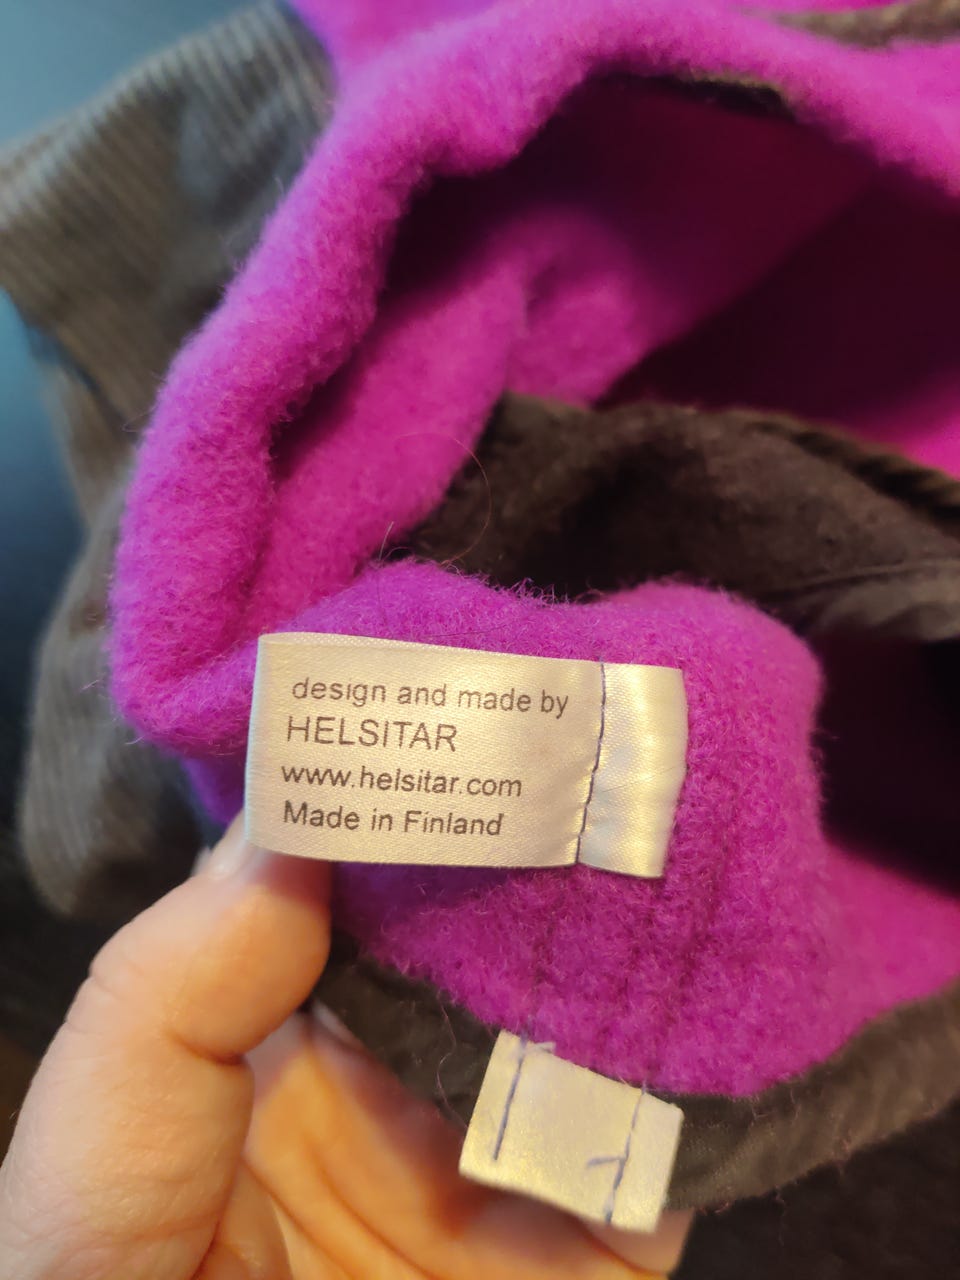 design and made by
HELSITAR
www.helsitar.com
Made in Finland